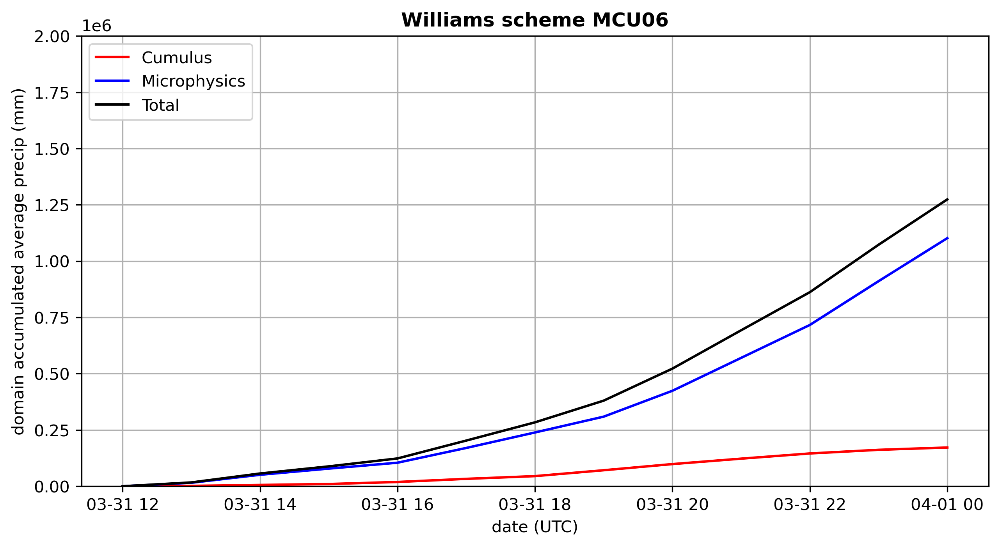 Williams scheme MCU06
1e6
2.00
1.75
1.50
1.25
1.00
0.75
0.50
0.25
0.00
domain accumulated average precip (mm)
Cumulus
Microphysics
Total
03-31 12
03-31 14
03-31 16
03-31 18
03-31 20
03-31 22
04-01 00
date (UTC)